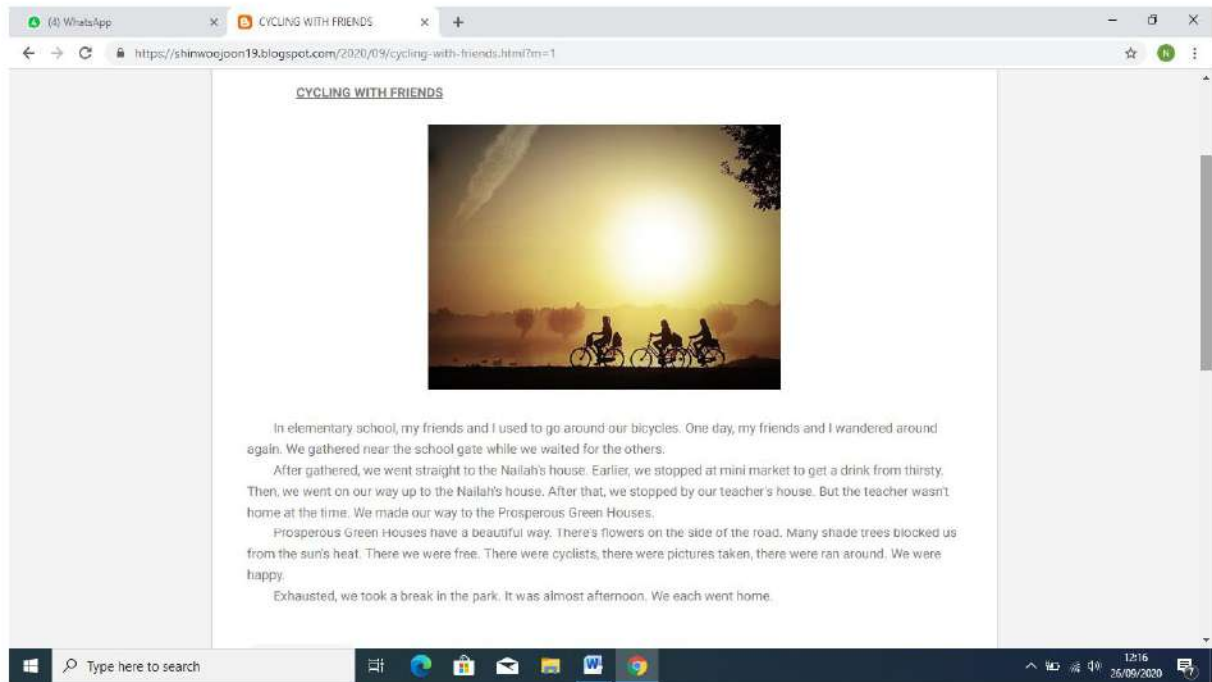 (4) WhatsApp
CYCLING WITH FRIENDS
https://shinwoojoon19.blogspot.com/2020/09/cycling-with-friends.html?m=1
N
CYCLING WITH FRIENDS
In elementary school, my friends and I used to go around our bicycles. One day, my friends and I wandered around
again. We gathered near the school gate while we waited for the others.
After gathered, we went straight to the Nailah's house. Earlier, we stopped at mini market to get a drink from thirsty.
Then, we went on our way up to the Nailah's house. After that, we stopped by our teacher's house. But the teacher wasn't
home at the time. We made our way to the Prosperous Green Houses.
Prosperous Green Houses have a beautiful way. There's flowers on the side of the road. Many shade trees blocked us
from the sun's heat. There we were free. There were cyclists, there were pictures taken, there were ran around. We were
happy.
Exhausted, we took a break in the park. It was almost afternoon. We each went home.
Type here to search
W
12:16
26/09/2020
7